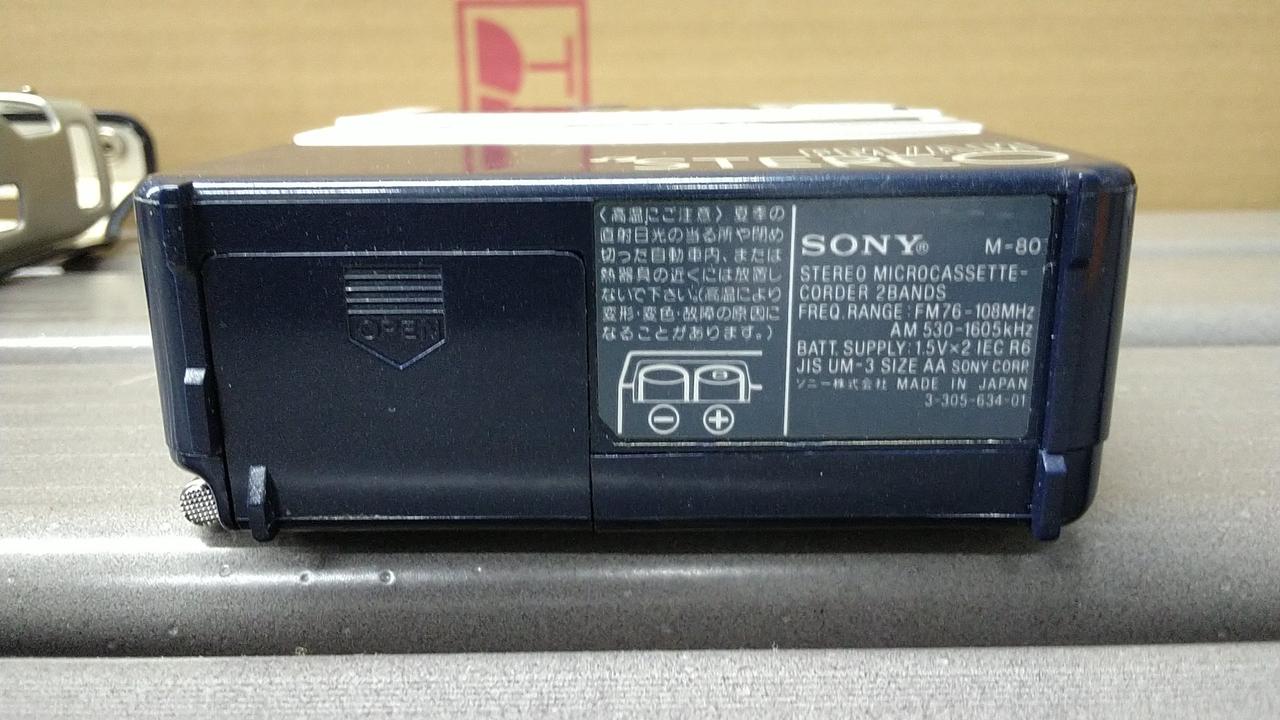 STEREO
OPEN
〈高温にご注意〉夏季の
直射日光の当る所や閉め
切った自動車内、または
熱器具の近くには放置し
ないで下さい。(高温により
変形・変色・故障の原因に
なることがあります。)
⊖ ⊕
SONY® M-80
STEREO MICROCASSETTE-
CORDER 2BANDS
FREQ. RANGE: FM 76-108MHz
AM 530-1605kHz
BATT. SUPPLY: 1.5V×2 IEC R6
JIS UM-3 SIZE AA SONY CORP.
ソニー株式会社 MADE IN JAPAN
3-305-634-01